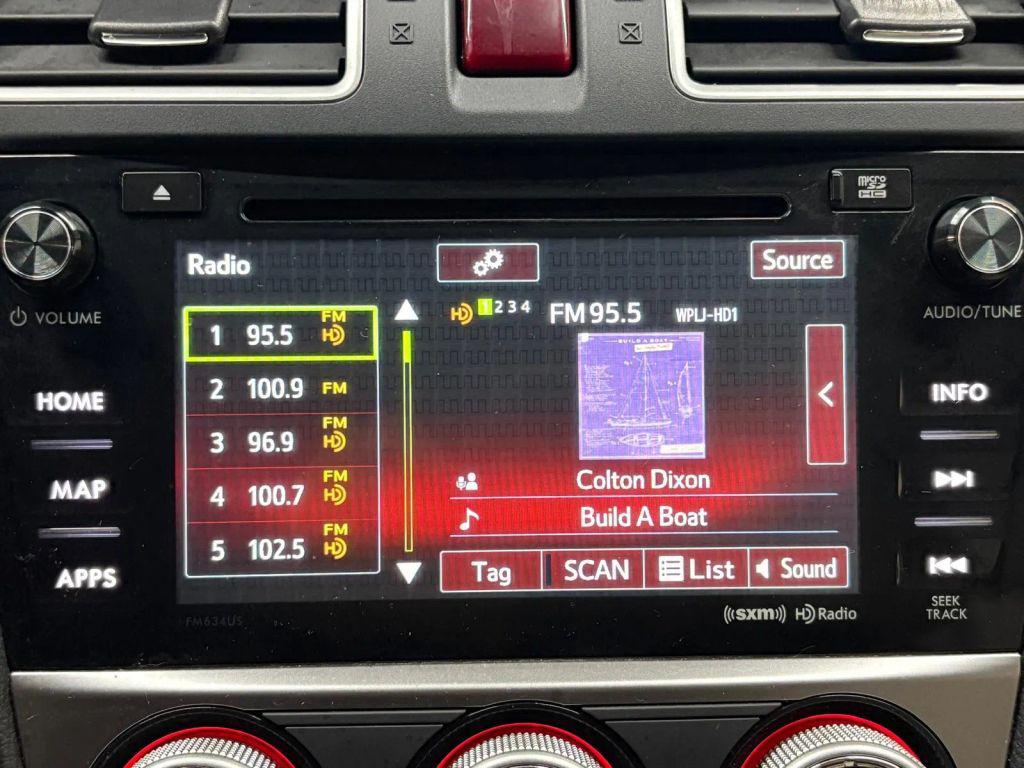 micro SD HC
VOLUME
AUDIO/TUNE
HOME
MAP
APPS
INFO
SEEK
TRACK
Radio
Source
1 95.5 FM HD
2 100.9 FM
3 96.9 FM HD
4 100.7 FM HD
5 102.5 FM HD
HD 1 2 3 4 FM 95.5 WPLJ-HD1
BUILD A BOAT
Colton Dixon
Build A Boat
Tag SCAN List Sound
FM634US
((sxm)) HD Radio